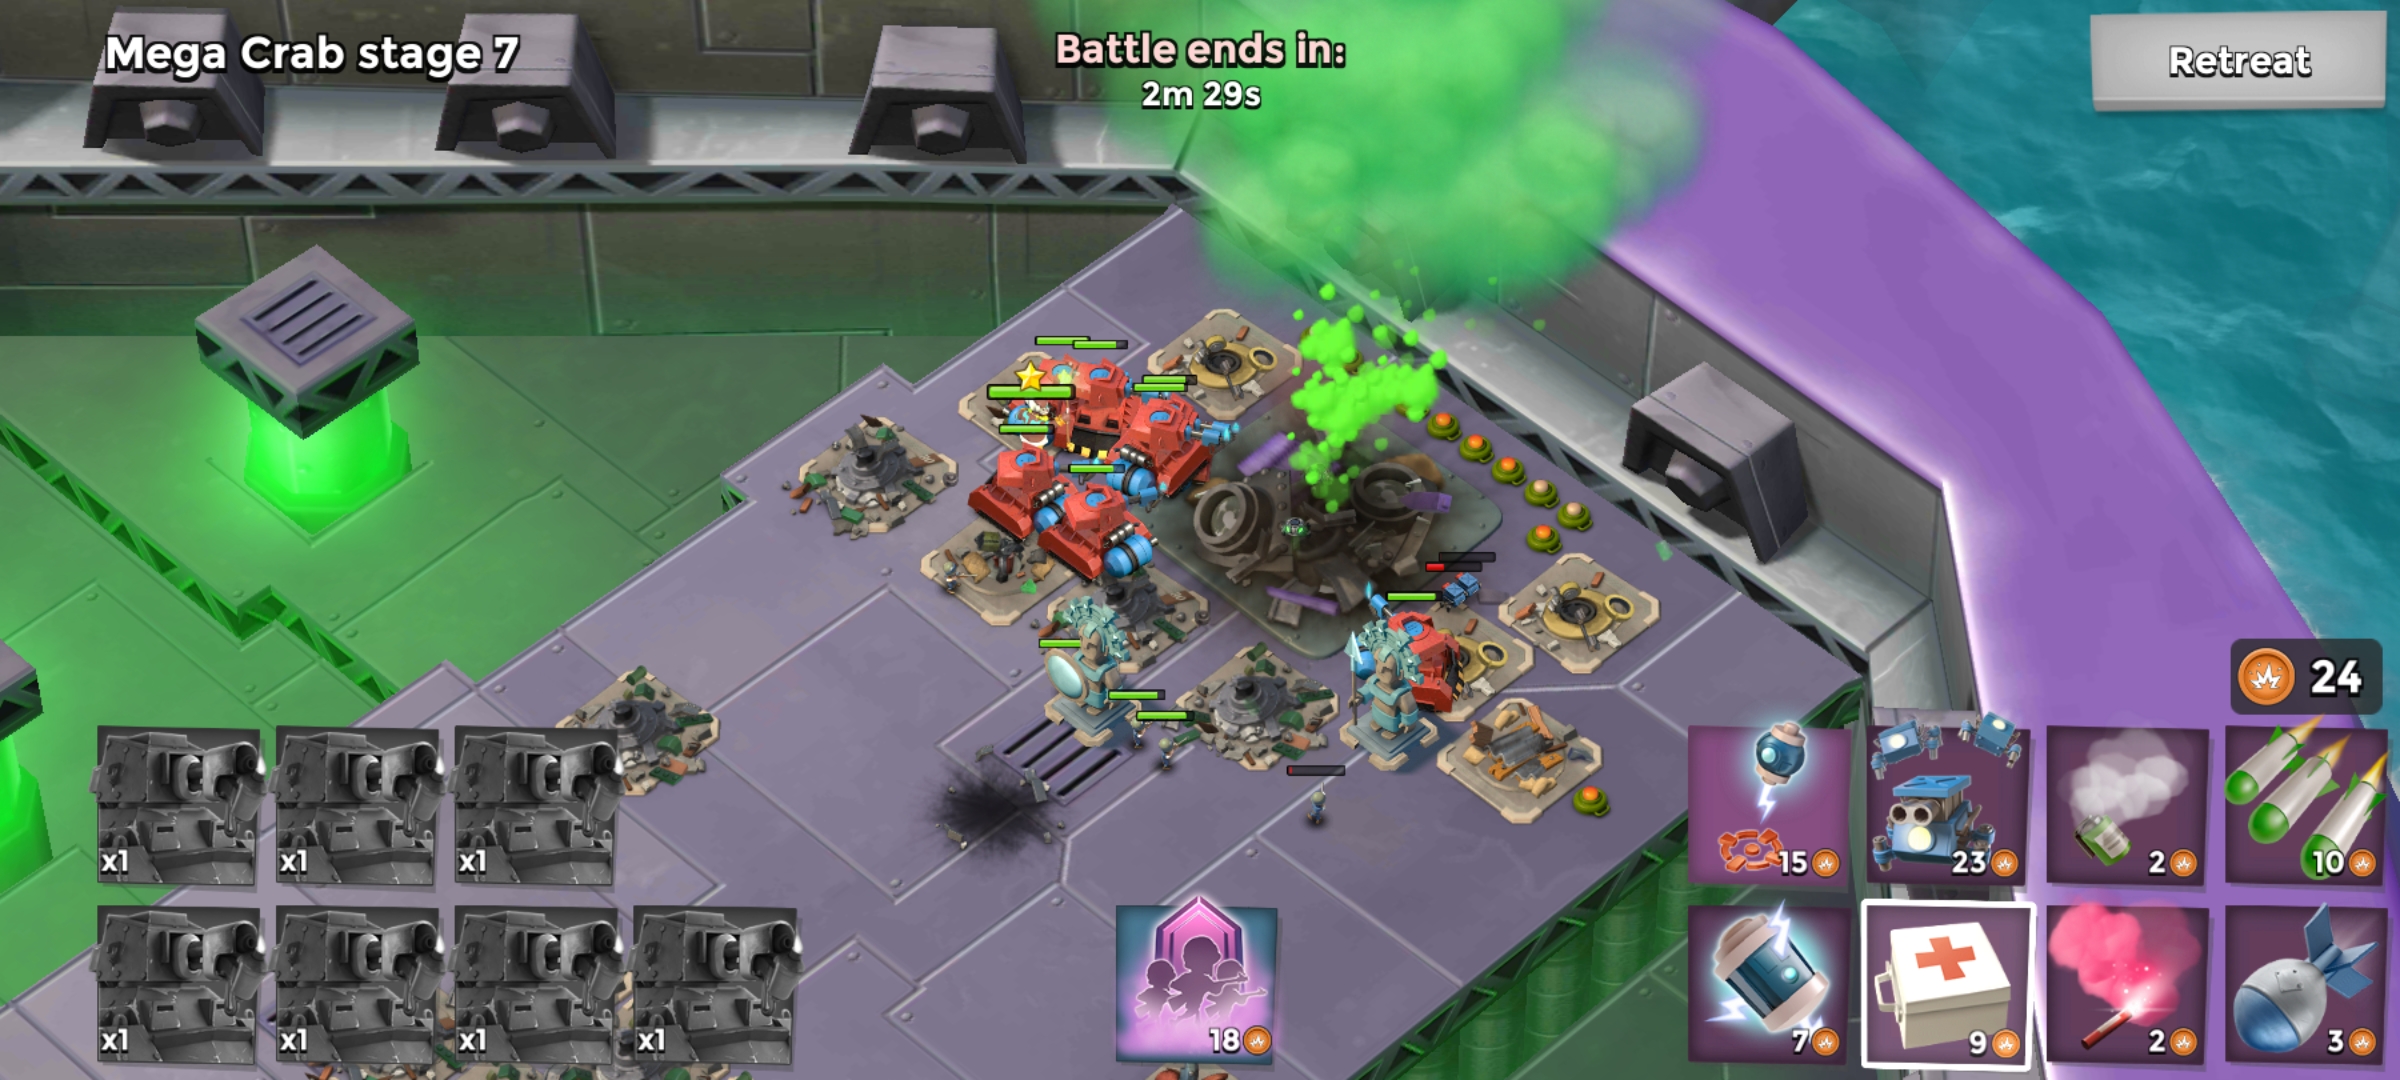 Mega Crab stage 7
Battle ends in:
2m 29s
Retreat
24
x1 x1 x1
15 23 2 10
x1 x1 x1 x1
18
7 9 2 3